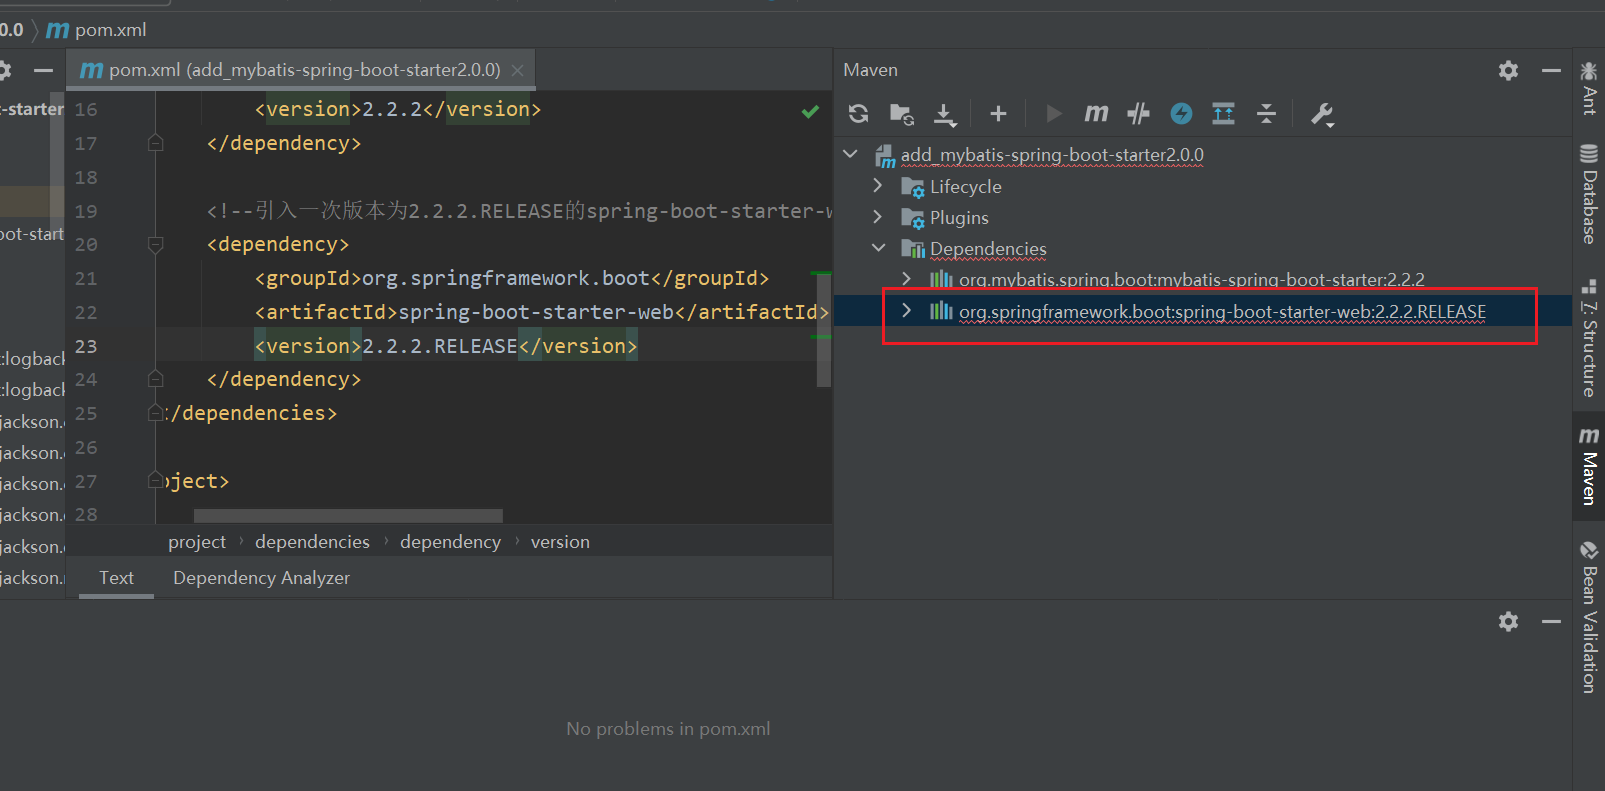 0.0 〉 m pom.xml
pom.xml (add_mybatis-spring-boot-starter2.0.0)
16 <version>2.2.2</version>
17 </dependency>
18
19 <!--引入一次版本为2.2.2.RELEASE的spring-boot-starter-w
20 <dependency>
21 <groupId>org.springframework.boot</groupId>
22 <artifactId>spring-boot-starter-web</artifactId>
23 <version>2.2.2.RELEASE</version>
24 </dependency>
25 </dependencies>
26
27 oject>
28
project › dependencies › dependency › version
Text Dependency Analyzer
t-starter
oot-start
t:logback
t:logback
jackson.c
jackson.c
jackson.c
jackson.c
jackson.c
jackson.r
Maven
add_mybatis-spring-boot-starter2.0.0
Lifecycle
Plugins
Dependencies
org.mybatis.spring.boot:mybatis-spring-boot-starter:2.2.2
org.springframework.boot:spring-boot-starter-web:2.2.2.RELEASE
Ant
Database
7: Structure
Maven
Bean Validation
No problems in pom.xml